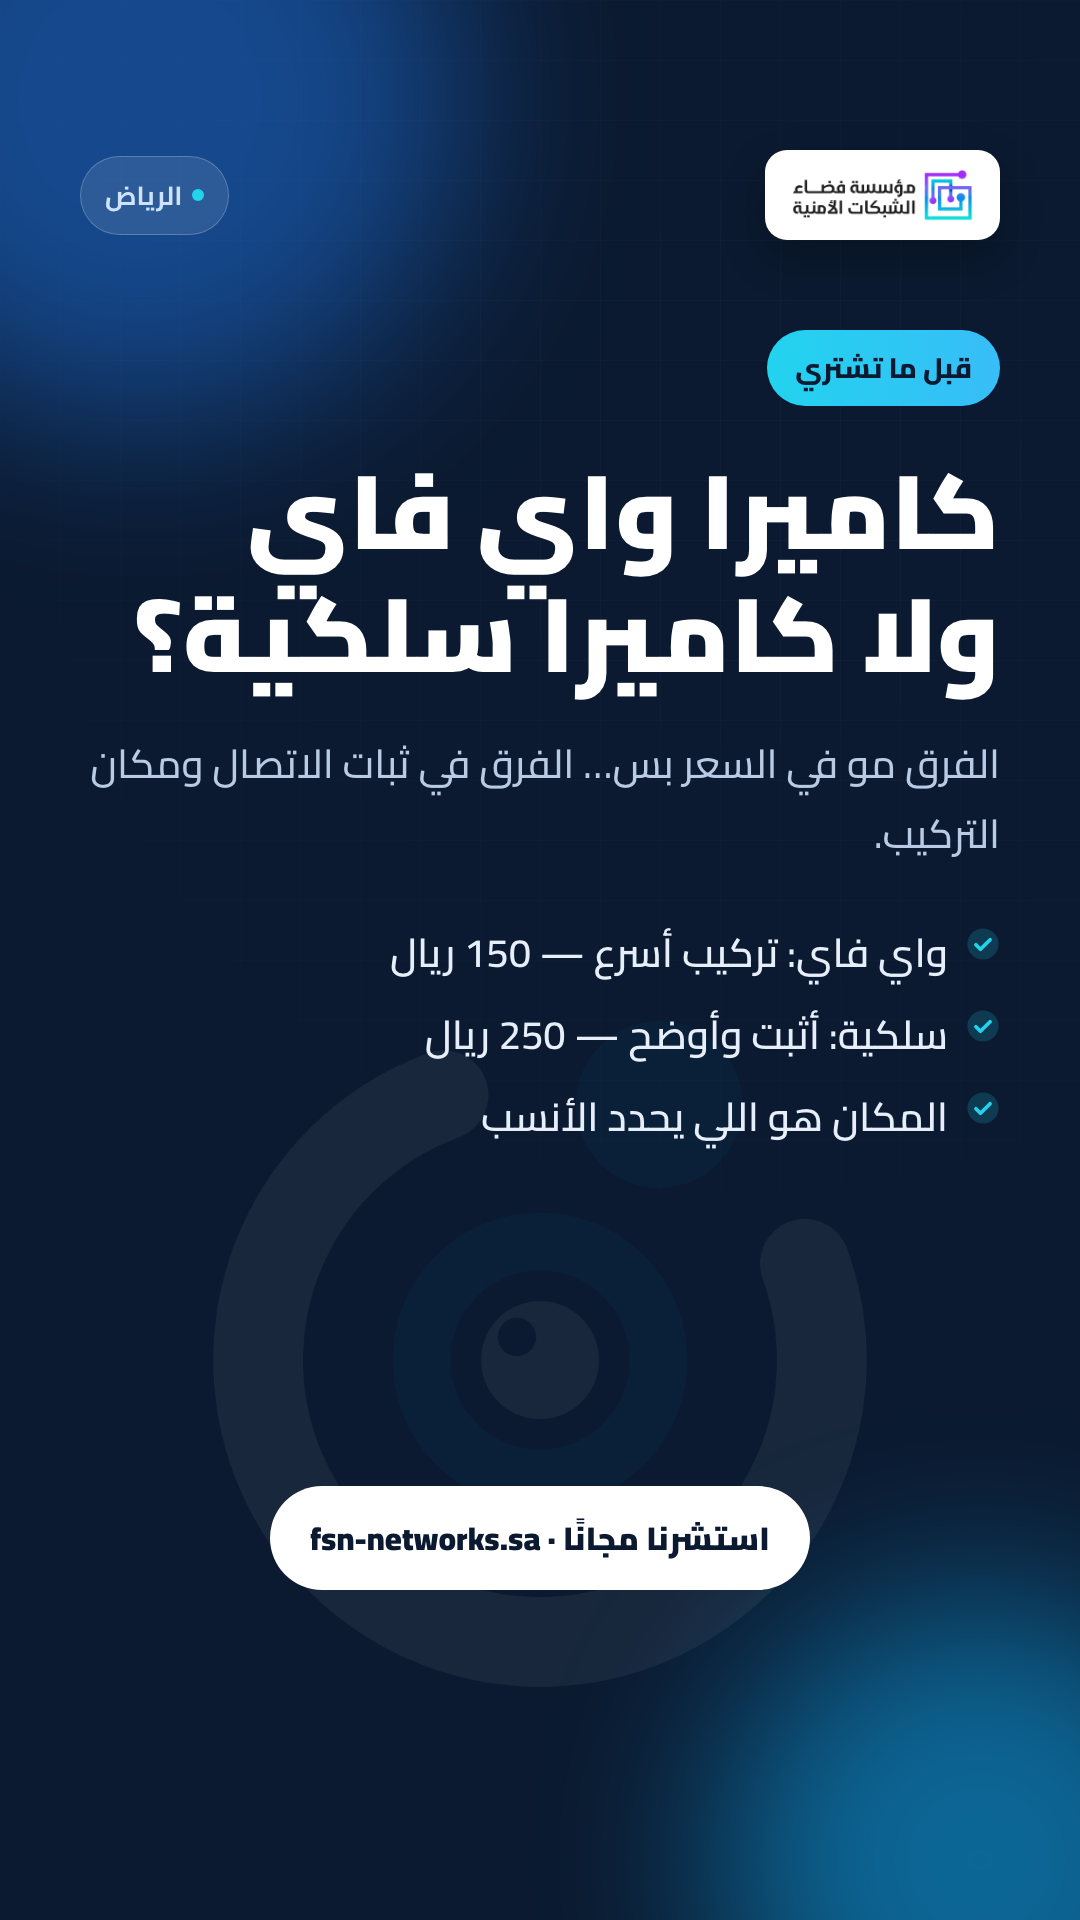 مؤسسة فضاء
الشبكات الأمنية
الرياض
قبل ما تشتري
كاميرا واي فاي
ولا كاميرا سلكية؟
الفرق مو في السعر بس... الفرق في ثبات الاتصال ومكان
التركيب.
واي فاي: تركيب أسرع — 150 ريال
سلكية: أثبت وأوضح — 250 ريال
المكان هو اللي يحدد الأنسب
استشرنا مجانًا · fsn-networks.sa